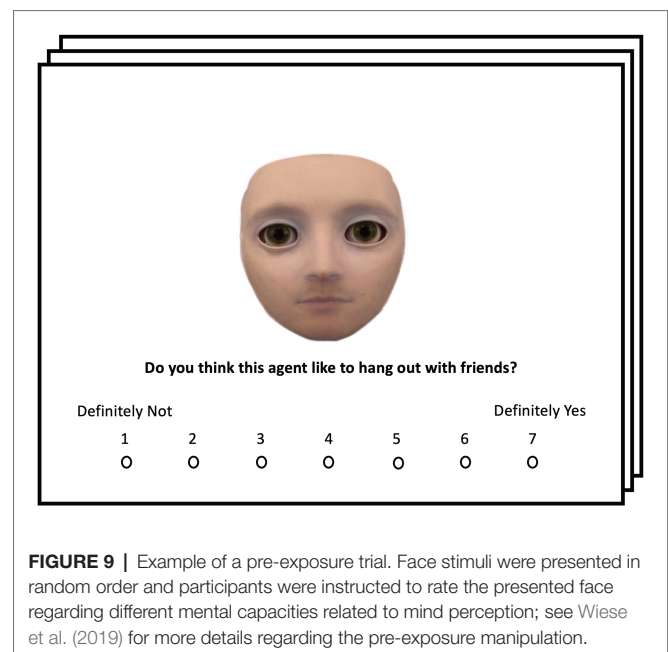 Do you think this agent like to hang out with friends?
Definitely Not Definitely Yes
1 2 3 4 5 6 7
O O O O O O O
FIGURE 9 | Example of a pre-exposure trial. Face stimuli were presented in
random order and participants were instructed to rate the presented face
regarding different mental capacities related to mind perception; see Wiese
et al. (2019) for more details regarding the pre-exposure manipulation.